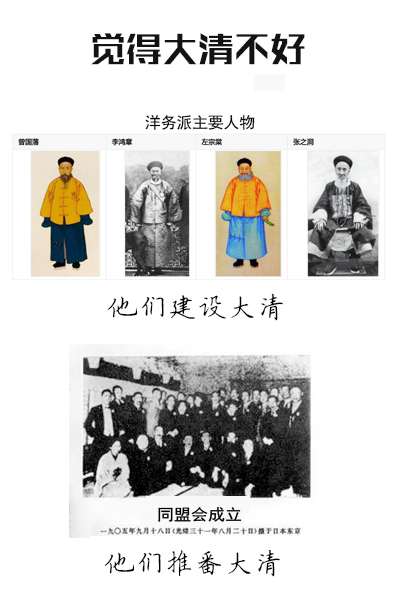 觉得大清不好
洋务派主要人物
曾国藩 李鸿章 左宗棠 张之洞
他们建设大清
同盟会成立
一九〇五年九月十八日(光绪三十一年八月二十日)摄于日本东京
他们推番大清